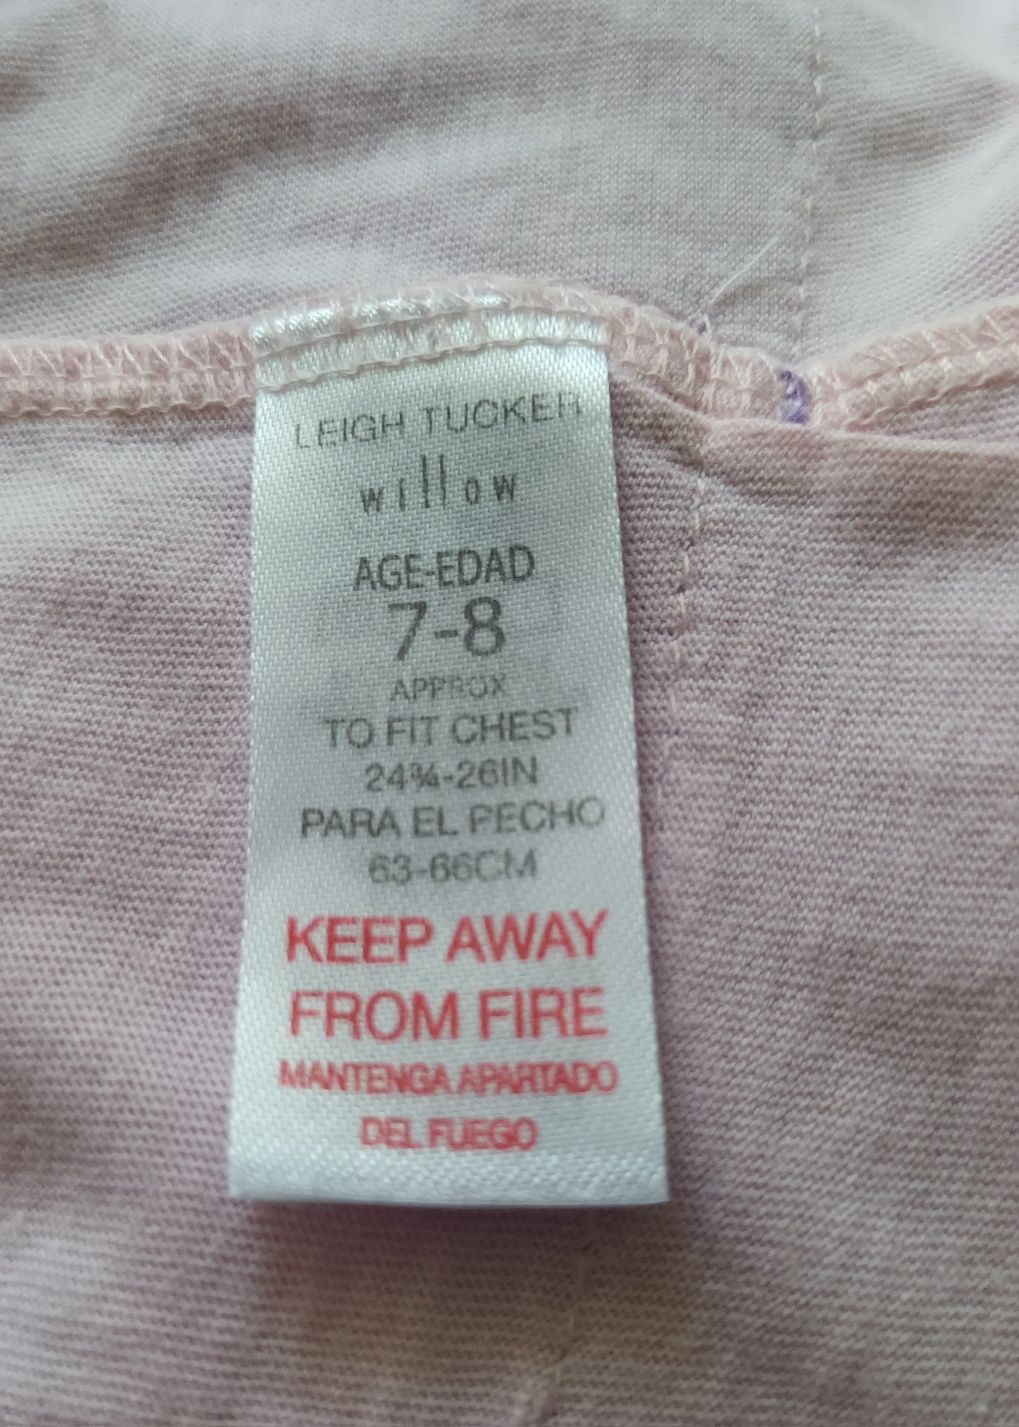 LEIGH TUCKER
willow
AGE-EDAD
7-8
APPROX
TO FIT CHEST
24¾-26IN
PARA EL PECHO
63-66CM
KEEP AWAY
FROM FIRE
MANTENGA APARTADO
DEL FUEGO